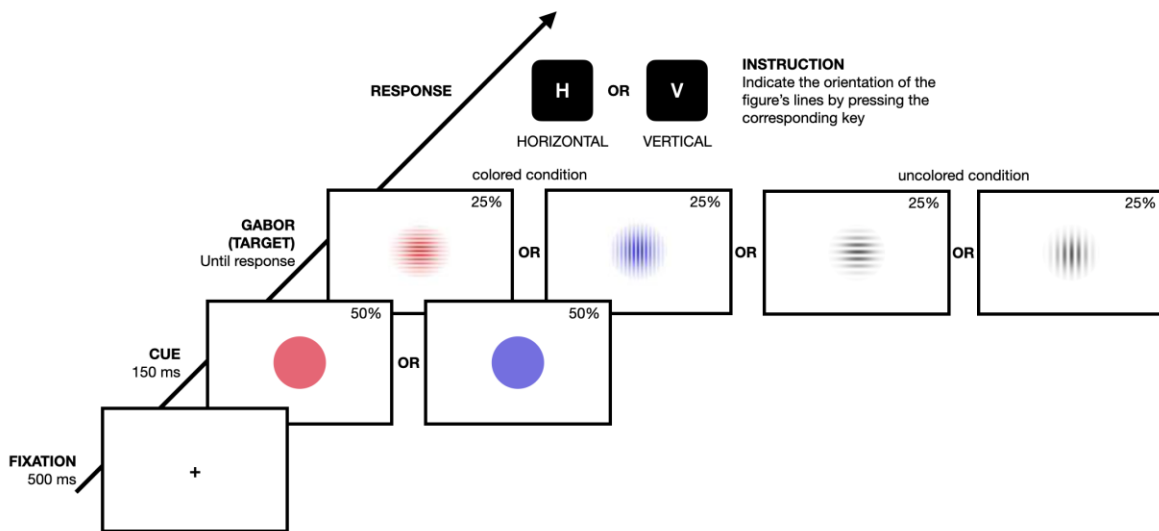 RESPONSE
H
OR
V
HORIZONTAL
VERTICAL
INSTRUCTION
Indicate the orientation of the
figure's lines by pressing the
corresponding key
colored condition
uncolored condition
GABOR
(TARGET)
Until response
25%
OR
25%
OR
25%
OR
25%
CUE
150 ms
50%
OR
50%
FIXATION
500 ms
+